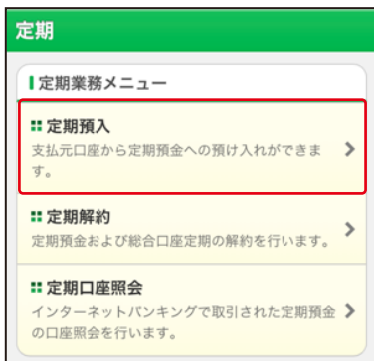 定期
定期業務メニュー
定期預入
支払元口座から定期預金への預け入れができま
す。
定期解約
定期預金および総合口座定期の解約を行います。
定期口座照会
インターネットバンキングで取引された定期預金
の口座照会を行います。